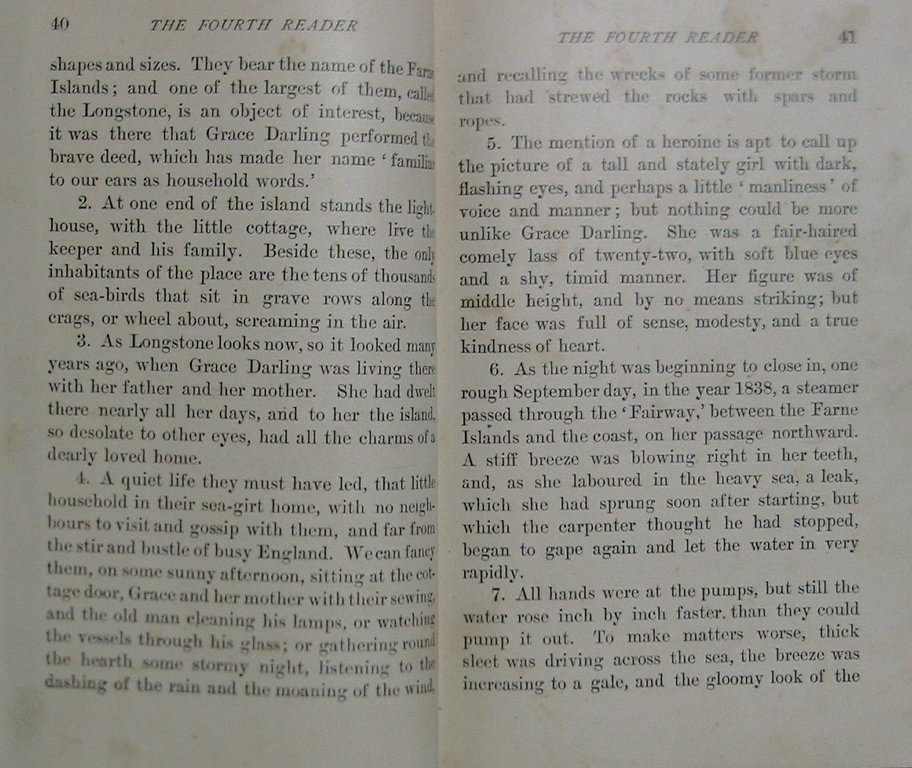 40 THE FOURTH READER
shapes and sizes. They bear the name of the Farne
Islands; and one of the largest of them, called
the Longstone, is an object of interest, because
it was there that Grace Darling performed the
brave deed, which has made her name ‘familiar
to our ears as household words.’
2. At one end of the island stands the light-
house, with the little cottage, where live the
keeper and his family. Beside these, the only
inhabitants of the place are the tens of thousands
of sea-birds that sit in grave rows along the
crags, or wheel about, screaming in the air.
3. As Longstone looks now, so it looked many
years ago, when Grace Darling was living there
with her father and her mother. She had dwelt
there nearly all her days, and to her the island,
so desolate to other eyes, had all the charms of a
dearly loved home.
4. A quiet life they must have led, that little
household in their sea-girt home, with no neigh-
bours to visit and gossip with them, and far from
the stir and bustle of busy England. We can fancy
them, on some sunny afternoon, sitting at the cot-
tage door, Grace and her mother with their sewing,
and the old man cleaning his lamps, or watching
the vessels through his glass; or gathering round
the hearth some stormy night, listening to the
dashing of the rain and the moaning of the wind,
THE FOURTH READER 41
and recalling the wrecks of some former storm
that had strewed the rocks with spars and
ropes.
5. The mention of a heroine is apt to call up
the picture of a tall and stately girl with dark,
flashing eyes, and perhaps a little ‘manliness’ of
voice and manner; but nothing could be more
unlike Grace Darling. She was a fair-haired
comely lass of twenty-two, with soft blue eyes
and a shy, timid manner. Her figure was of
middle height, and by no means striking; but
her face was full of sense, modesty, and a true
kindness of heart.
6. As the night was beginning to close in, one
rough September day, in the year 1838, a steamer
passed through the ‘Fairway,’ between the Farne
Islands and the coast, on her passage northward.
A stiff breeze was blowing right in her teeth,
and, as she laboured in the heavy sea, a leak,
which she had sprung soon after starting, but
which the carpenter thought he had stopped,
began to gape again and let the water in very
rapidly.
7. All hands were at the pumps, but still the
water rose inch by inch faster than they could
pump it out. To make matters worse, thick
sleet was driving across the sea, the breeze was
increasing to a gale, and the gloomy look of the